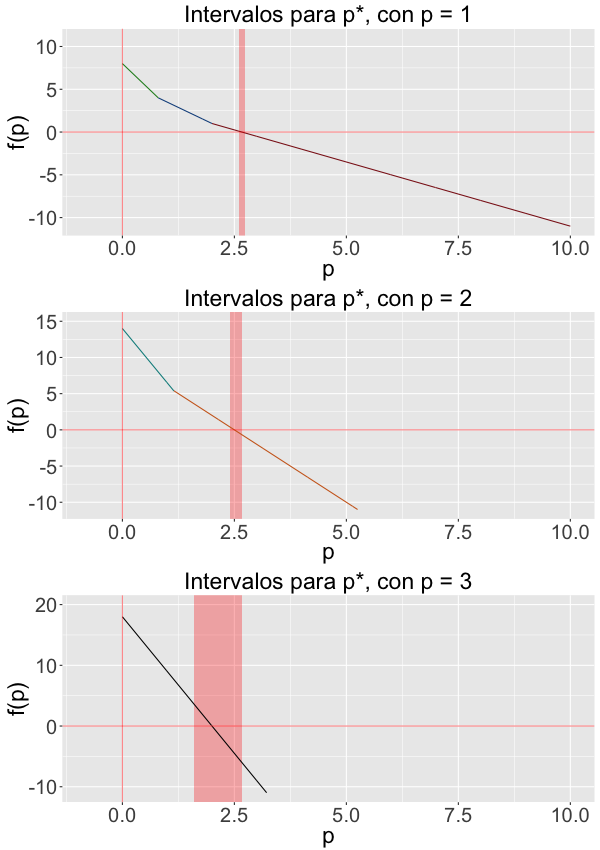 Intervalos para p*, con p = 1
10
5
0
-5
-10
f(p)
0.0 2.5 5.0 7.5 10.0
p
Intervalos para p*, con p = 2
15
10
5
0
-5
-10
f(p)
0.0 2.5 5.0 7.5 10.0
p
Intervalos para p*, con p = 3
20
10
0
-10
f(p)
0.0 2.5 5.0 7.5 10.0
p